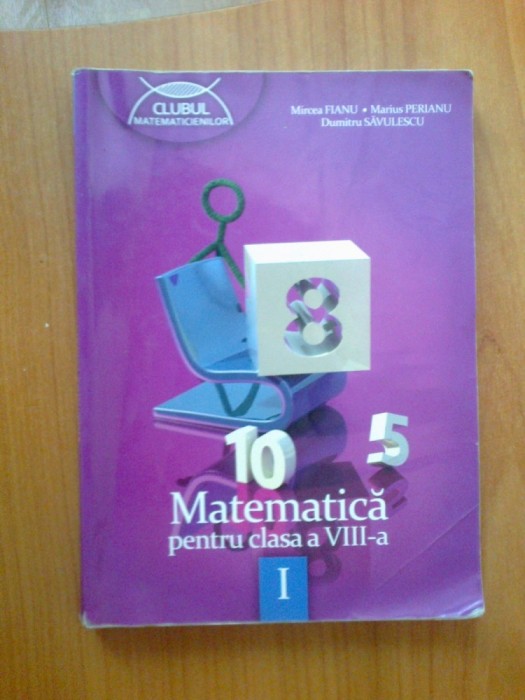 CLUBUL
MATEMATICIENILOR
Mircea FIANU • Marius PERIANU
Dumitru SĂVULESCU
8
10
5
Matematică
pentru clasa a VIII-a
I